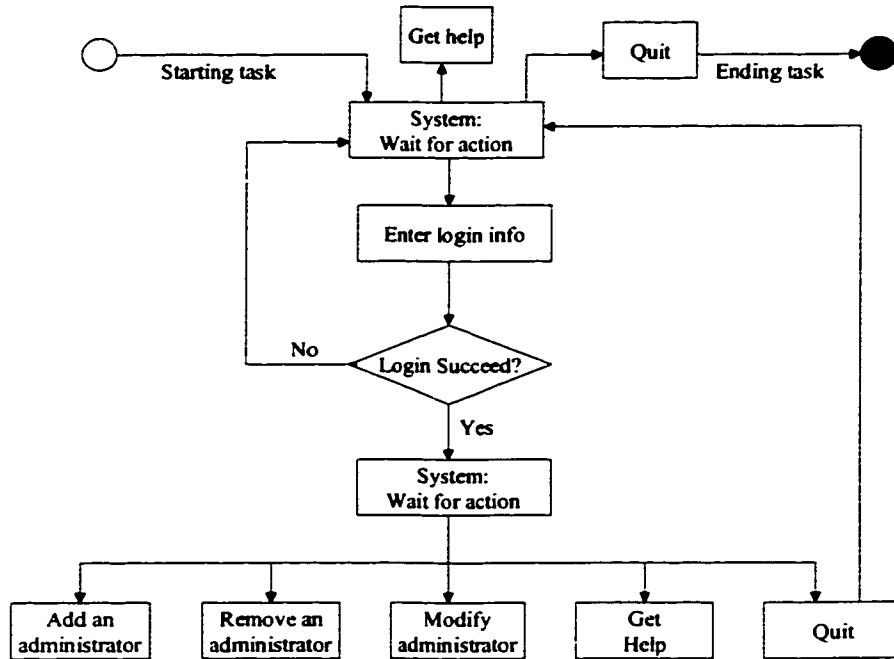 Get help
Quit
Starting task
Ending task
System:
Wait for action
Enter login info
No
Login Succeed?
Yes
System:
Wait for action
Add an
administrator
Remove an
administrator
Modify
administrator
Get
Help
Quit